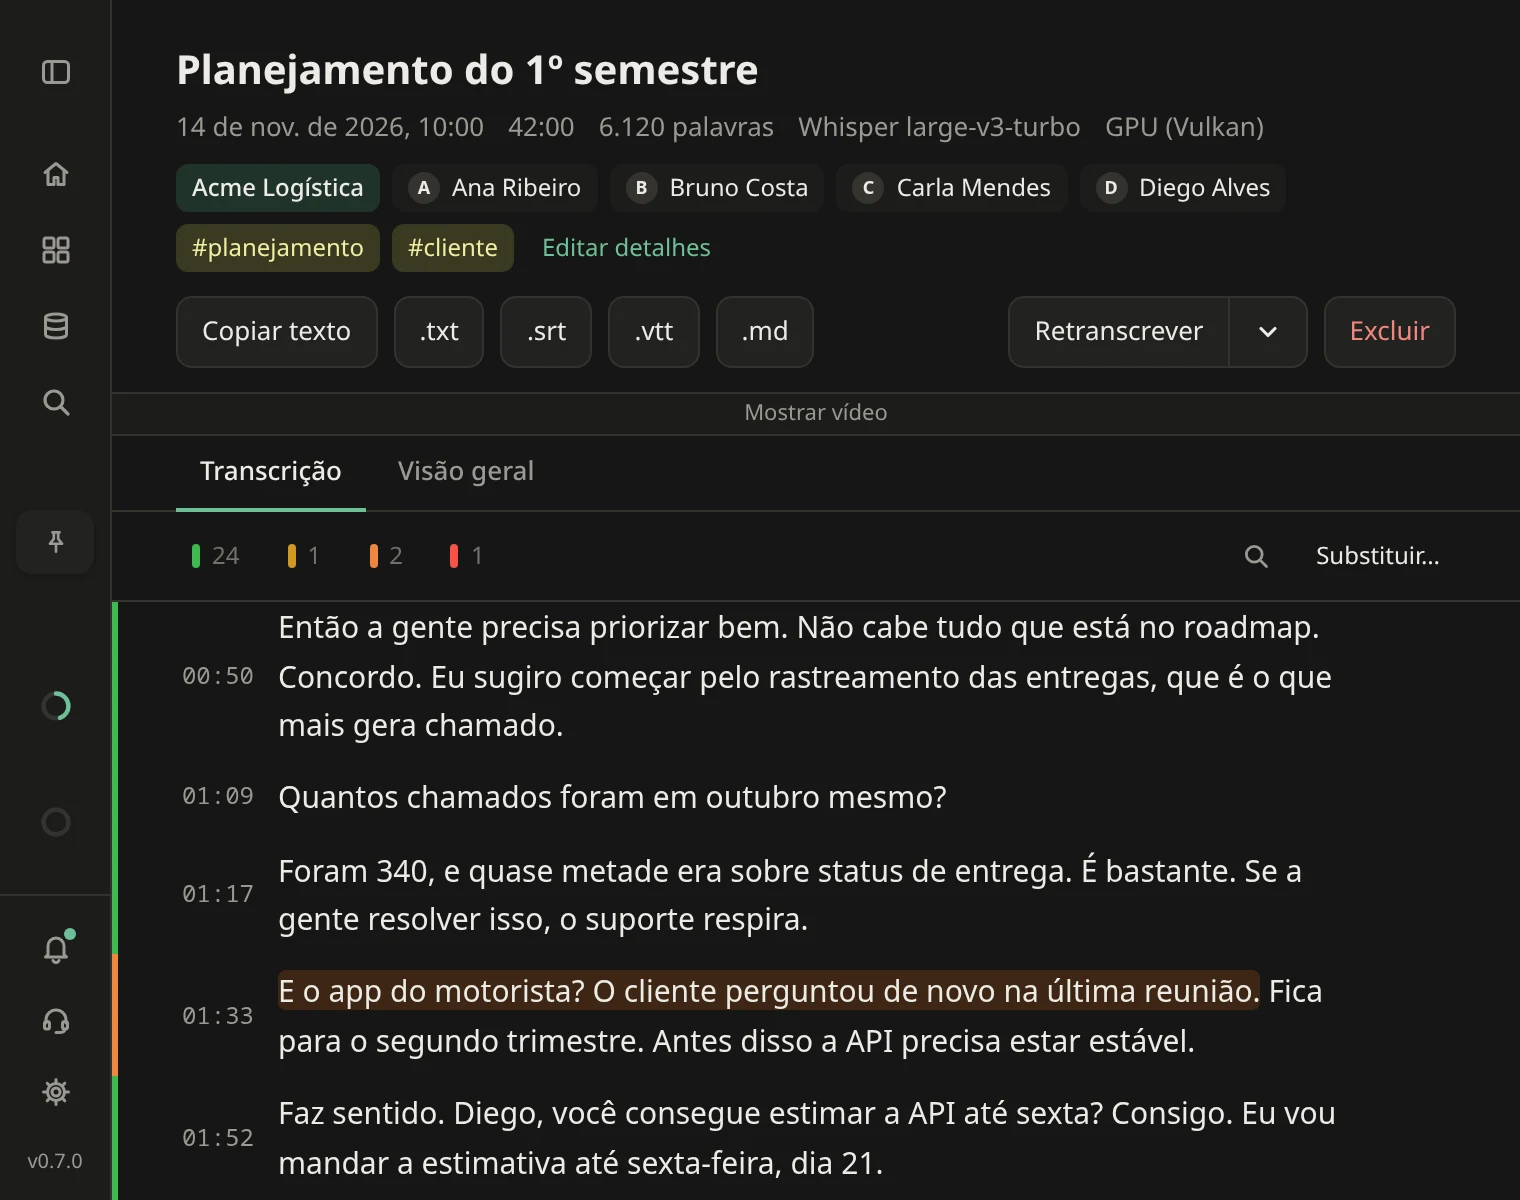 Planejamento do 1º semestre
14 de nov. de 2026, 10:00 42:00 6.120 palavras Whisper large-v3-turbo GPU (Vulkan)
Acme Logística A Ana Ribeiro B Bruno Costa C Carla Mendes D Diego Alves
#planejamento #cliente Editar detalhes
Copiar texto .txt .srt .vtt .md Retranscrever Excluir
Mostrar vídeo
Transcrição Visão geral
24 1 2 1 Substituir...
Então a gente precisa priorizar bem. Não cabe tudo que está no roadmap.
00:50 Concordo. Eu sugiro começar pelo rastreamento das entregas, que é o que
mais gera chamado.
01:09 Quantos chamados foram em outubro mesmo?
01:17 Foram 340, e quase metade era sobre status de entrega. É bastante. Se a
gente resolver isso, o suporte respira.
01:33 E o app do motorista? O cliente perguntou de novo na última reunião. Fica
para o segundo trimestre. Antes disso a API precisa estar estável.
01:52 Faz sentido. Diego, você consegue estimar a API até sexta? Consigo. Eu vou
mandar a estimativa até sexta-feira, dia 21.
v0.7.0